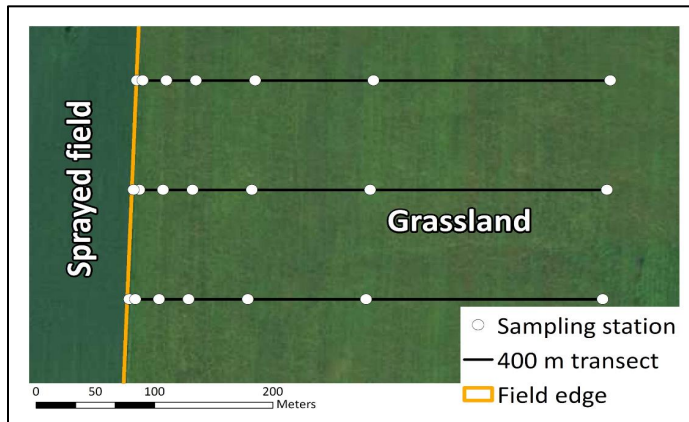 Sprayed field
Grassland
Sampling station
400 m transect
Field edge
0 50 100 200
Meters